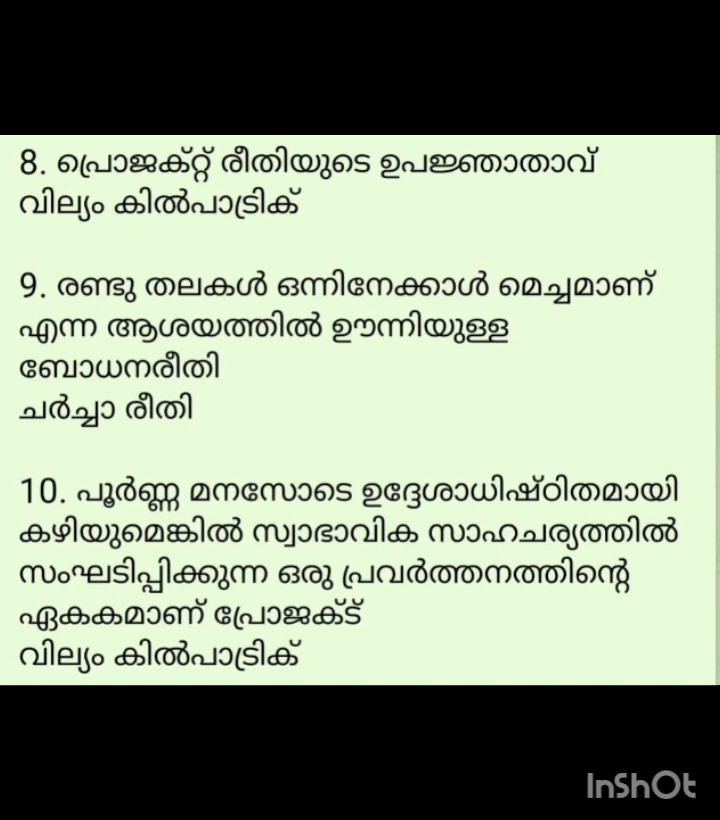 8. പ്രൊജക്റ്റ് രീതിയുടെ ഉപജ്ഞാതാവ്
വില്യം കിൽപാട്രിക്
9. രണ്ടു തലകൾ ഒന്നിനേക്കാൾ മെച്ചമാണ്
എന്ന ആശയത്തിൽ ഊന്നിയുള്ള
ബോധനരീതി
ചർച്ചാ രീതി
10. പൂർണ്ണ മനസോടെ ഉദ്ദേശാധിഷ്ഠിതമായി
കഴിയുമെങ്കിൽ സ്വാഭാവിക സാഹചര്യത്തിൽ
സംഘടിപ്പിക്കുന്ന ഒരു പ്രവർത്തനത്തിന്റെ
ഏകകമാണ് പ്രോജക്ട്
വില്യം കിൽപാട്രിക്
InShOt